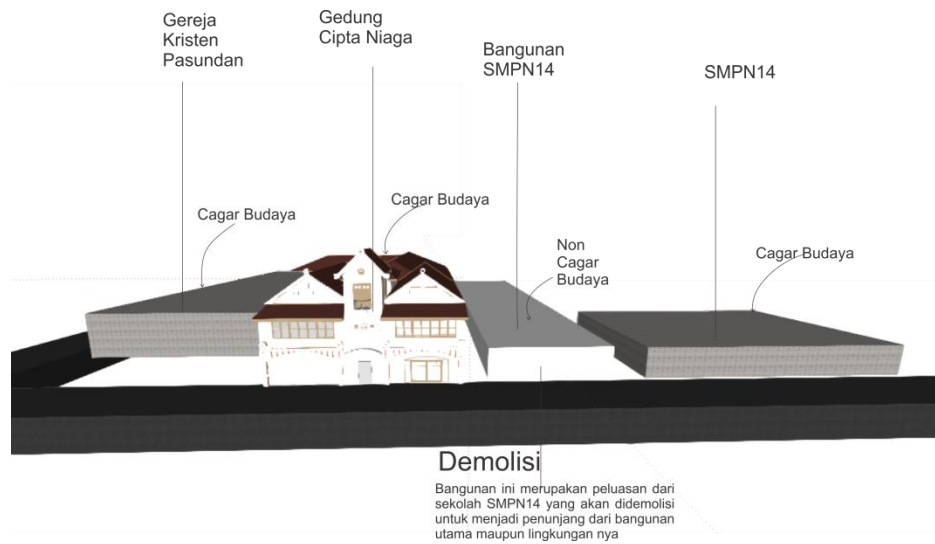 Gereja
Kristen
Pasundan
Gedung
Cipta Niaga
Bangunan
SMPN14
SMPN14
Cagar Budaya
Cagar Budaya
Non
Cagar
Budaya
Cagar Budaya
Demolisi
Bangunan ini merupakan peluasan dari
sekolah SMPN14 yang akan didemolisi
untuk menjadi penunjang dari bangunan
utama maupun lingkungan nya